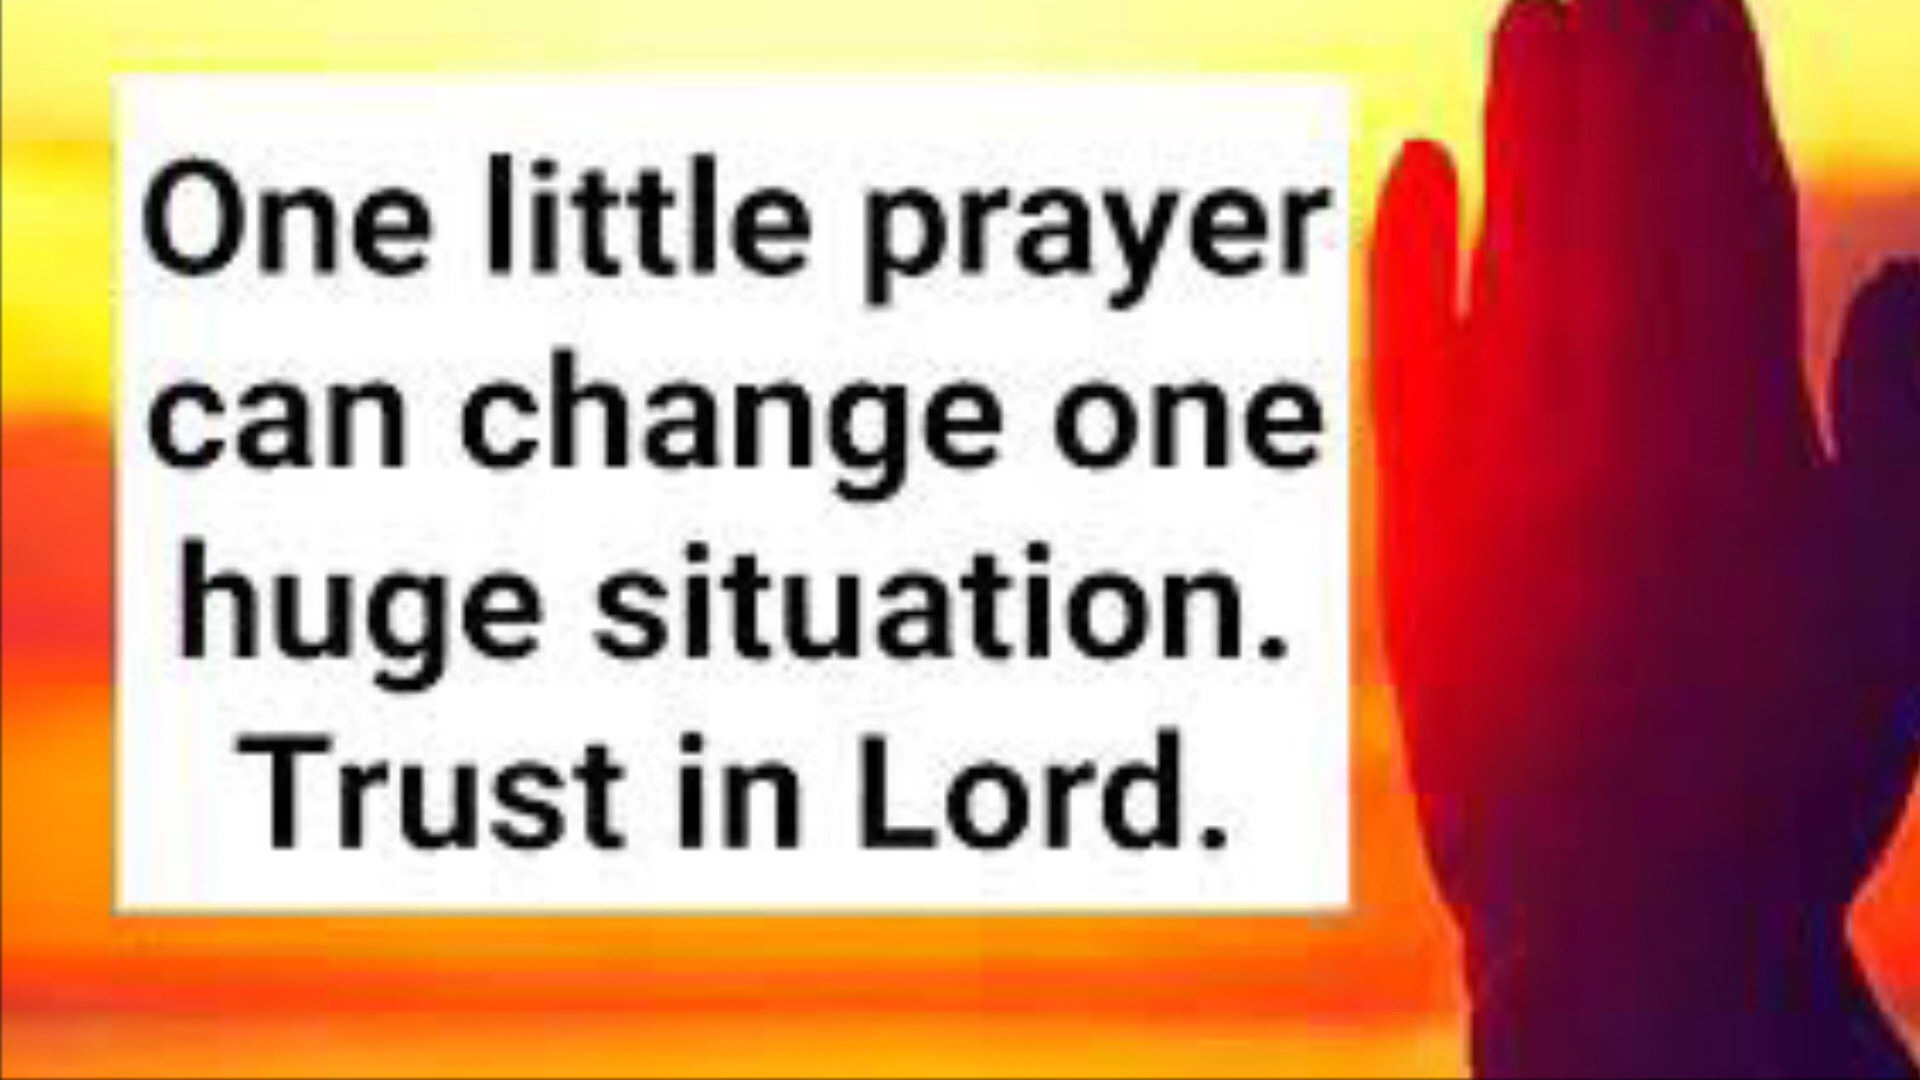 One little prayer
can change one
huge situation.
Trust in Lord.